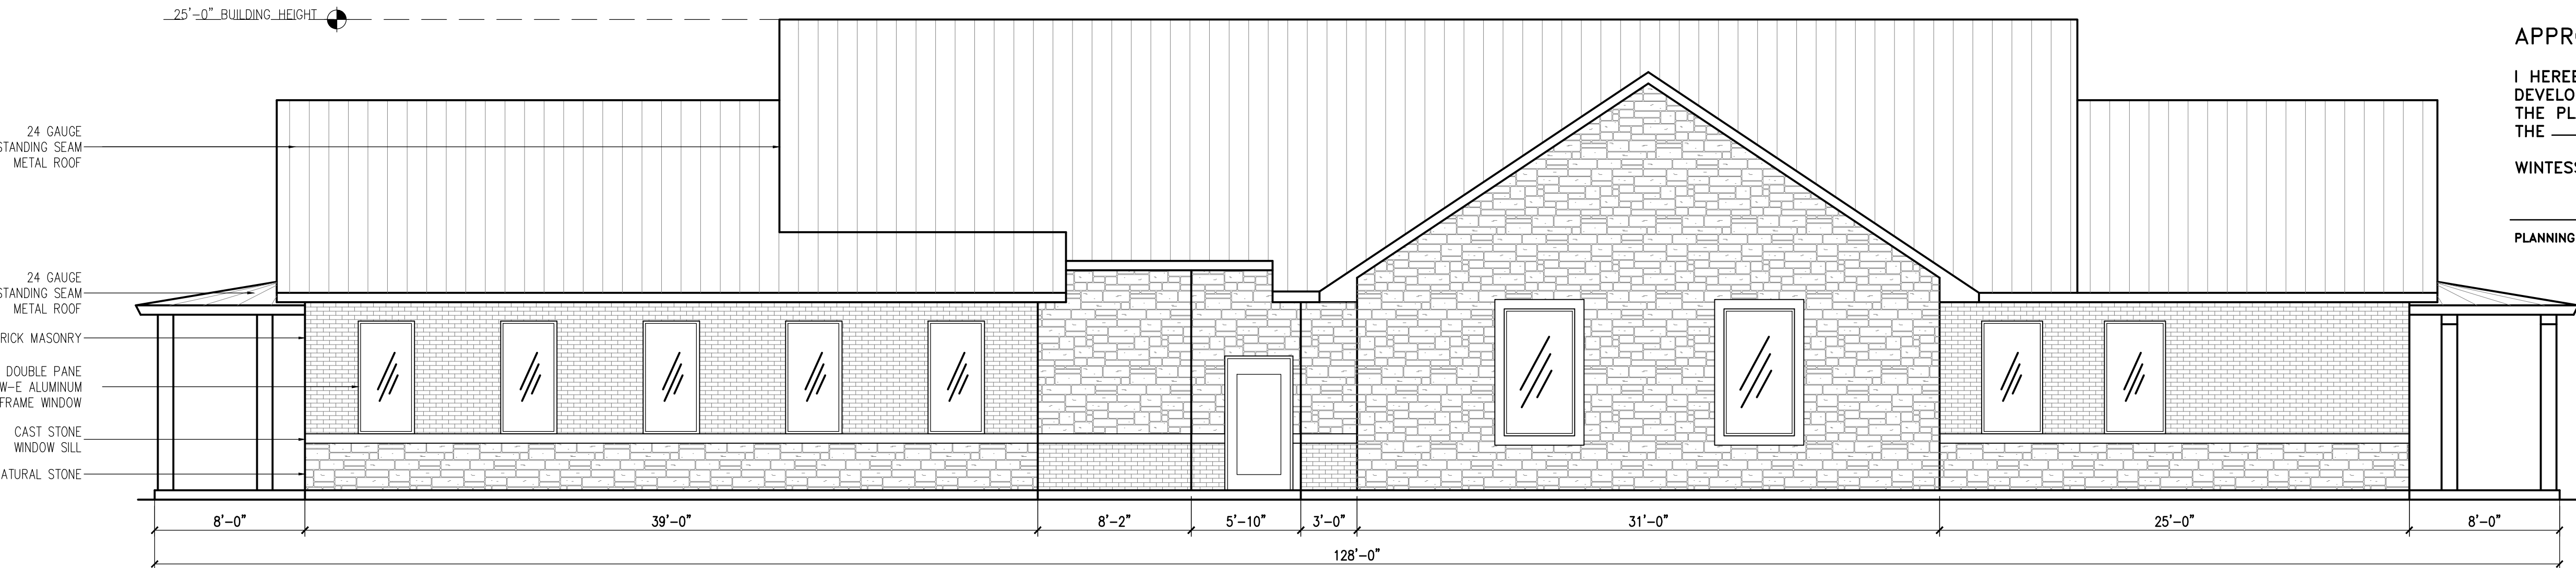 25'-0" BUILDING HEIGHT
24 GAUGE
STANDING SEAM
METAL ROOF
24 GAUGE
STANDING SEAM
METAL ROOF
RICK MASONRY
DOUBLE PANE
W-E ALUMINUM
FRAME WINDOW
CAST STONE
WINDOW SILL
ATURAL STONE
8'-0"
39'-0"
8'-2"
5'-10"
3'-0"
31'-0"
25'-0"
8'-0"
128'-0"
APPR
I HEREB
DEVELO
THE PL
THE
WINTESS
PLANNING